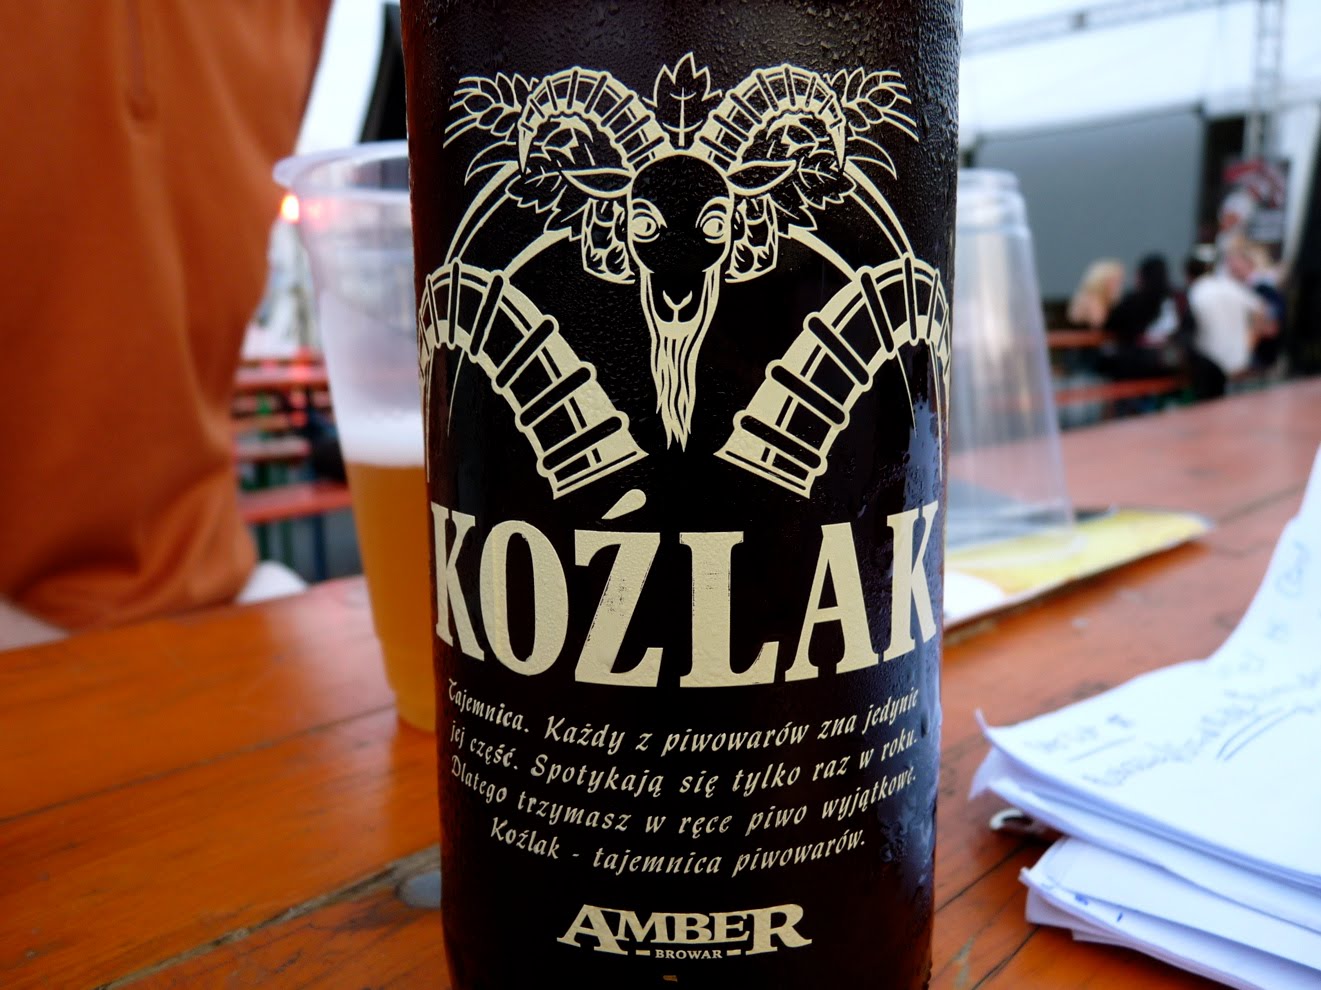 KOŹLAK
Tajemnica. Każdy z piwowarów zna jedynie
jej część. Spotykają się tylko raz w roku.
Dlatego trzymasz w ręce piwo wyjątkowe.
Koźlak - tajemnica piwowarów.
AMBER
BROWAR